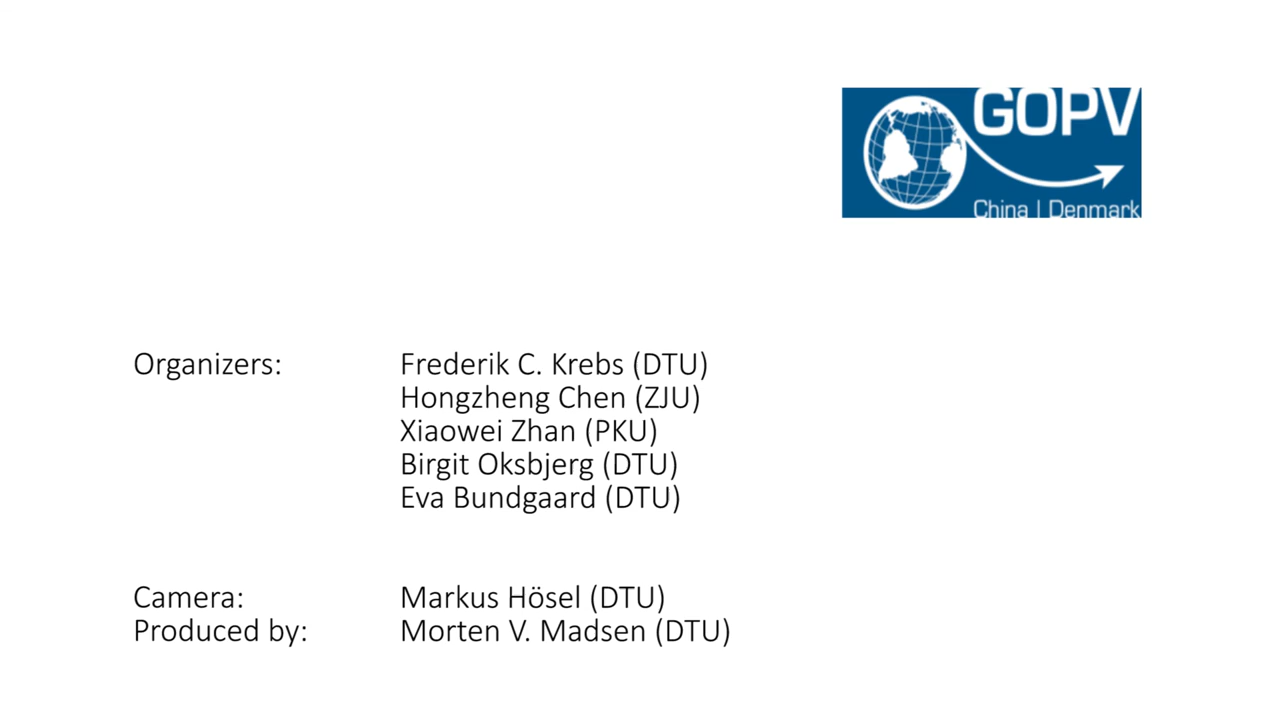 GOPV
China | Denmark
Organizers: Frederik C. Krebs (DTU)
Hongzheng Chen (ZJU)
Xiaowei Zhan (PKU)
Birgit Oksbjerg (DTU)
Eva Bundgaard (DTU)
Camera: Markus Hösel (DTU)
Produced by: Morten V. Madsen (DTU)